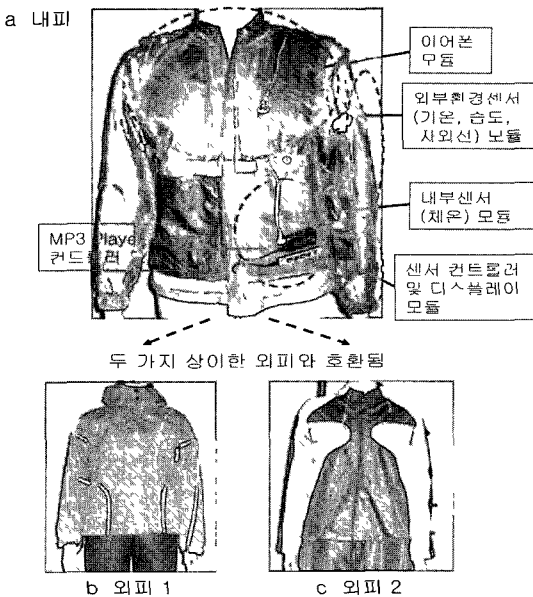 a 내피
이어폰
모듈
외부환경센서
(기온, 습도,
자외선) 모듈
내부센서
(체온) 모듈
MP3 Playe
컨트롤러
센서 컨트롤러
및 디스플레이
모듈
두 가지 상이한 외피와 호환됨
b 외피 1
c 외피 2